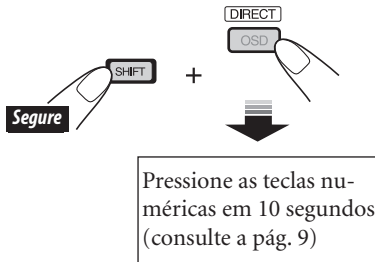 DIRECT
OSD
SHIFT
+
Segure
Pressione as teclas nu-
méricas em 10 segundos
(consulte a pág. 9)